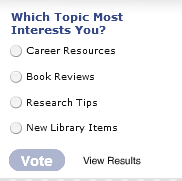 Which Topic Most
Interests You?
Career Resources
Book Reviews
Research Tips
New Library Items
Vote View Results